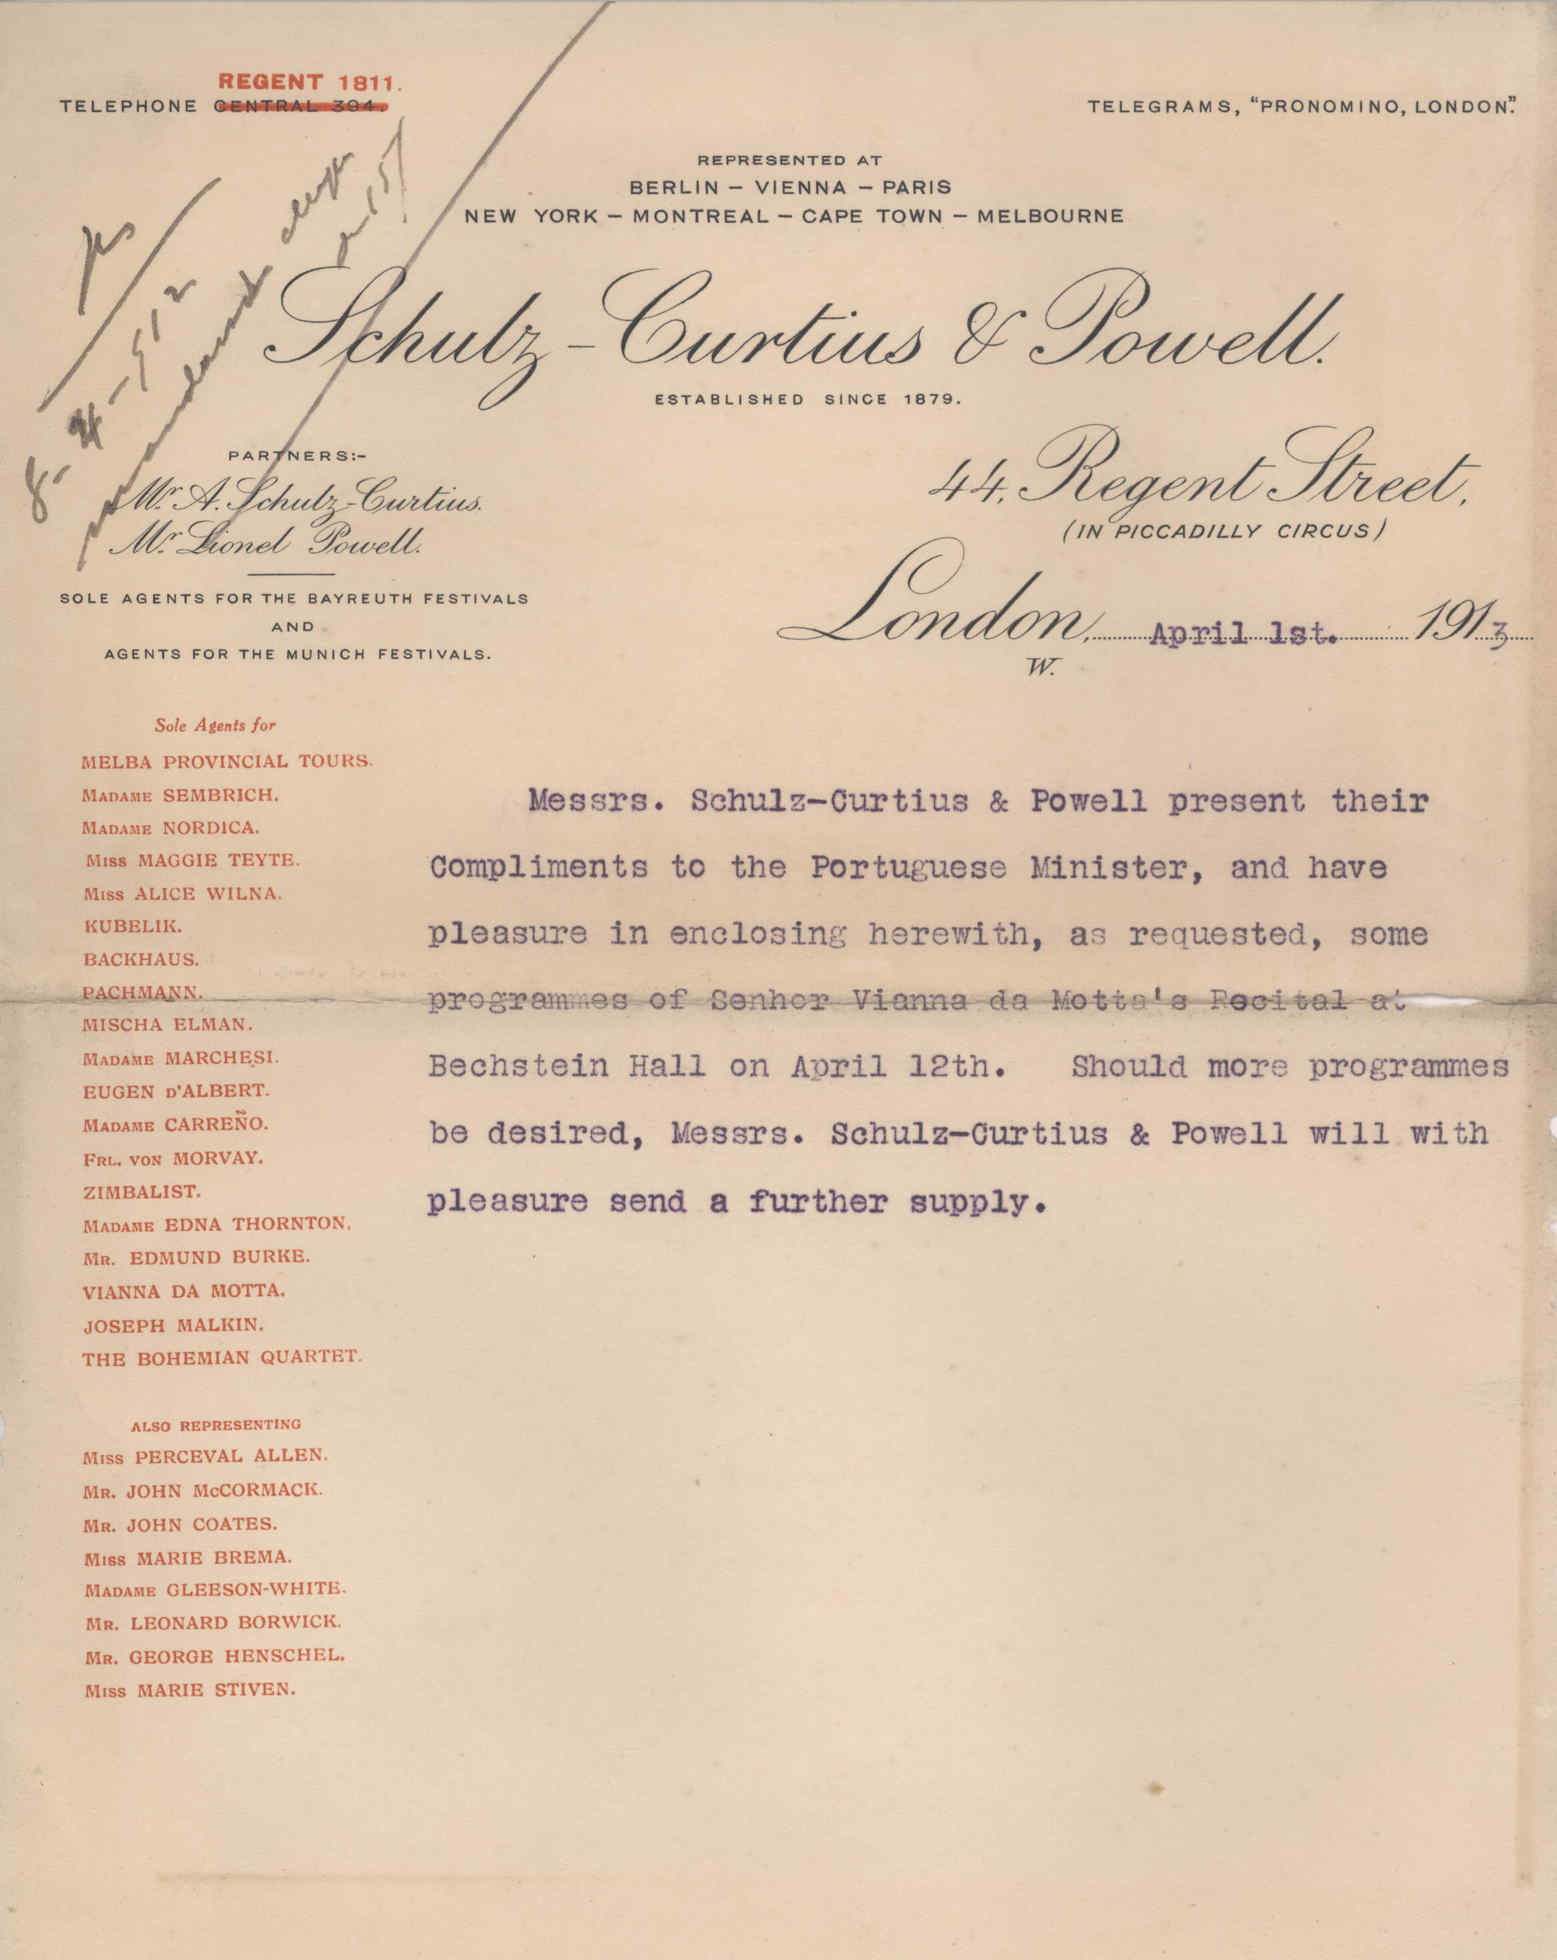 REGENT 1811.
TELEPHONE CENTRAL 394.
TELEGRAMS, "PRONOMINO, LONDON."
REPRESENTED AT
BERLIN – VIENNA – PARIS
NEW YORK – MONTREAL – CAPE TOWN – MELBOURNE
Schulz-Curtius & Powell.
ESTABLISHED SINCE 1879.
PARTNERS:-
Mr. A. Schulz-Curtius.
Mr. Lionel Powell.
SOLE AGENTS FOR THE BAYREUTH FESTIVALS
AND
AGENTS FOR THE MUNICH FESTIVALS.
44, Regent Street,
(IN PICCADILLY CIRCUS)
London, April 1st. 1913
W.
Sole Agents for
MELBA PROVINCIAL TOURS.
MADAME SEMBRICH.
MADAME NORDICA.
Miss MAGGIE TEYTE.
Miss ALICE WILNA.
KUBELIK.
BACKHAUS.
PACHMANN.
MISCHA ELMAN.
MADAME MARCHESI.
EUGEN D'ALBERT.
MADAME CARREÑO.
FRL. VON MORVAY.
ZIMBALIST.
MADAME EDNA THORNTON.
MR. EDMUND BURKE.
VIANNA DA MOTTA.
JOSEPH MALKIN.
THE BOHEMIAN QUARTET.
ALSO REPRESENTING
Miss PERCEVAL ALLEN.
MR. JOHN McCORMACK.
MR. JOHN COATES.
Miss MARIE BREMA.
MADAME GLEESON-WHITE.
MR. LEONARD BORWICK.
MR. GEORGE HENSCHEL.
Miss MARIE STIVEN.
Messrs. Schulz-Curtius & Powell present their
Compliments to the Portuguese Minister, and have
pleasure in enclosing herewith, as requested, some
programmes of Senhor Vianna da Motta's Recital at
Bechstein Hall on April 12th. Should more programmes
be desired, Messrs. Schulz-Curtius & Powell will with
pleasure send a further supply.